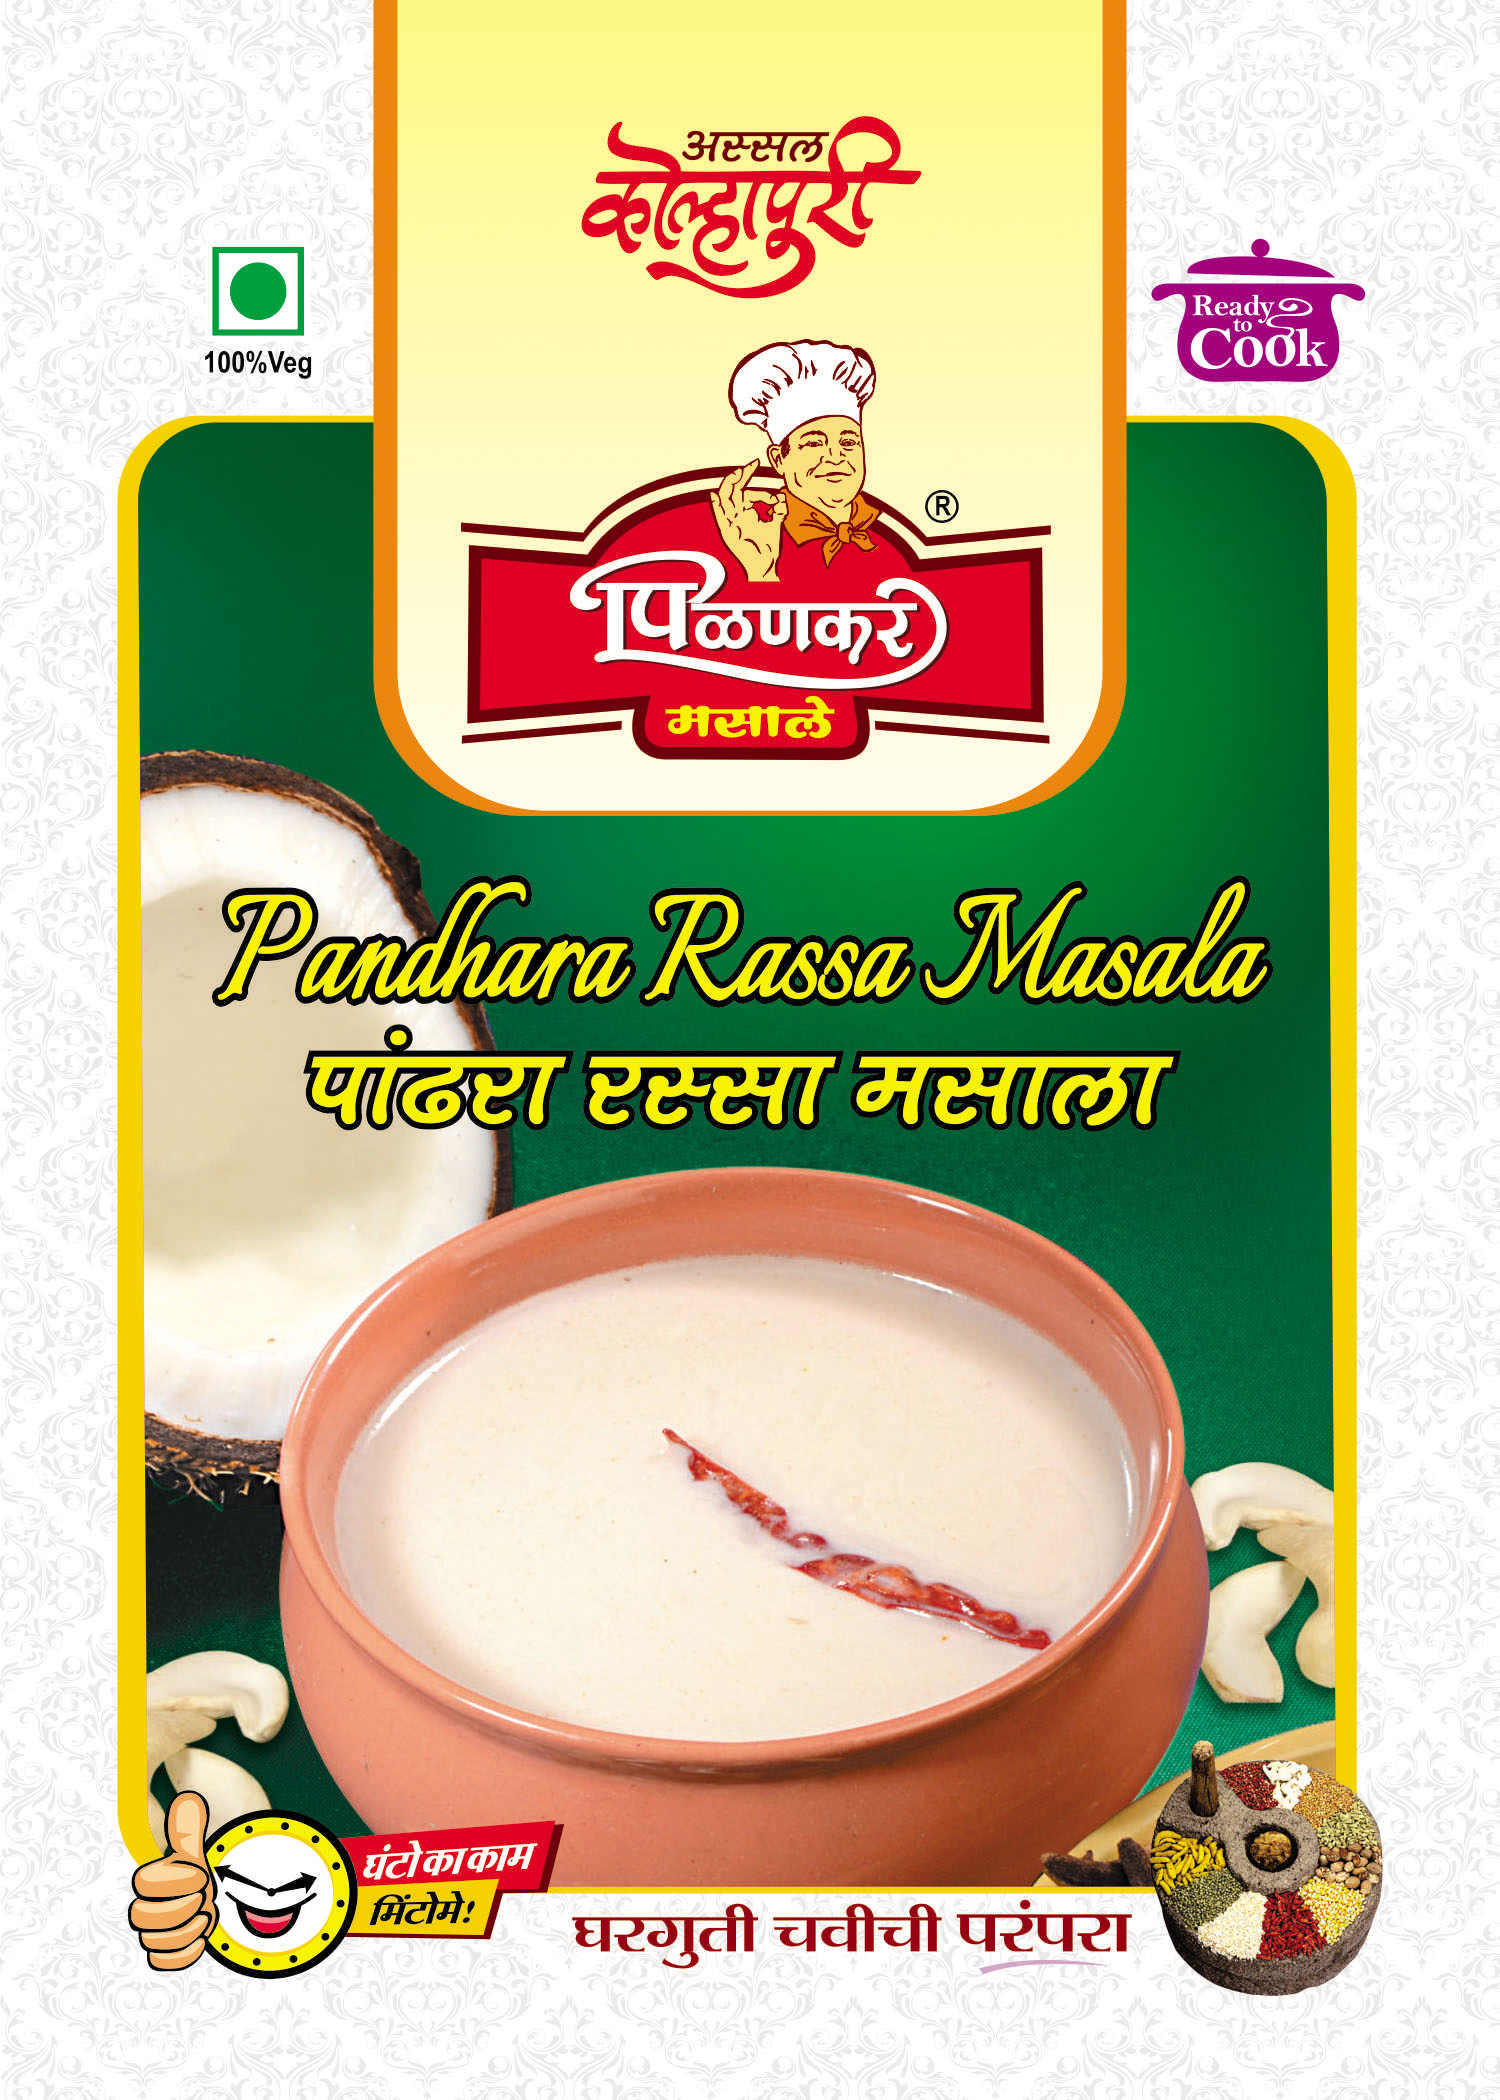 अस्सल
कोल्हापुरी
100%Veg
Ready
to
Cook
®
पिळणकर
मसाले
Pandhara Rassa Masala
पांढरा रस्सा मसाला
घंटो का काम
मिंटोमे!
घरगुती चवीची परंपरा